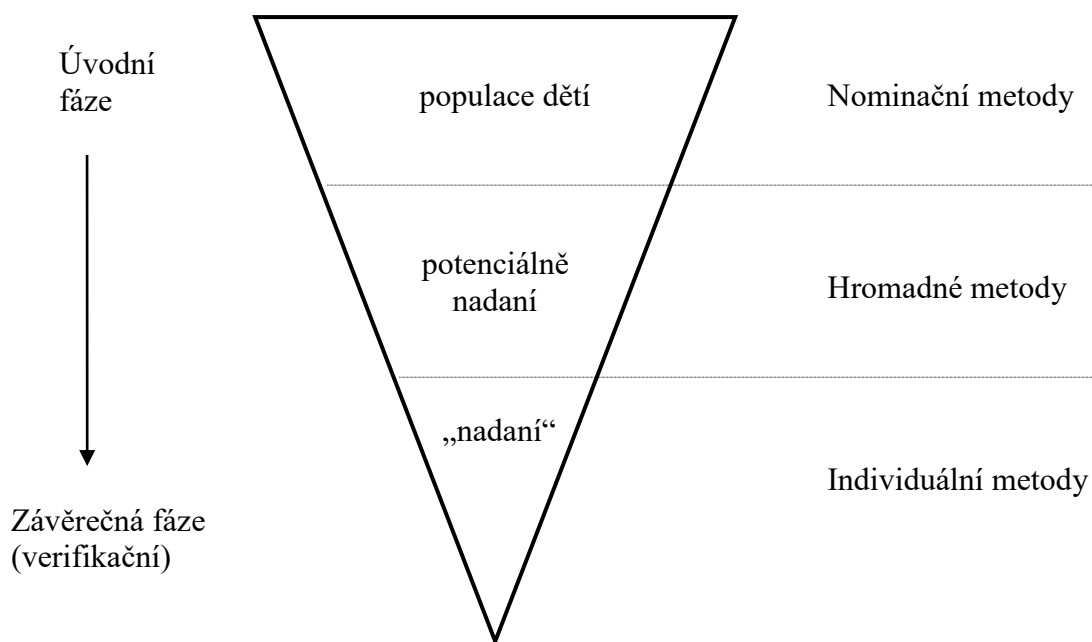 Úvodní
fáze
populace dětí
Nominační metody
potenciálně
nadaní
Hromadné metody
„nadaní“
Individuální metody
Závěrečná fáze
(verifikační)